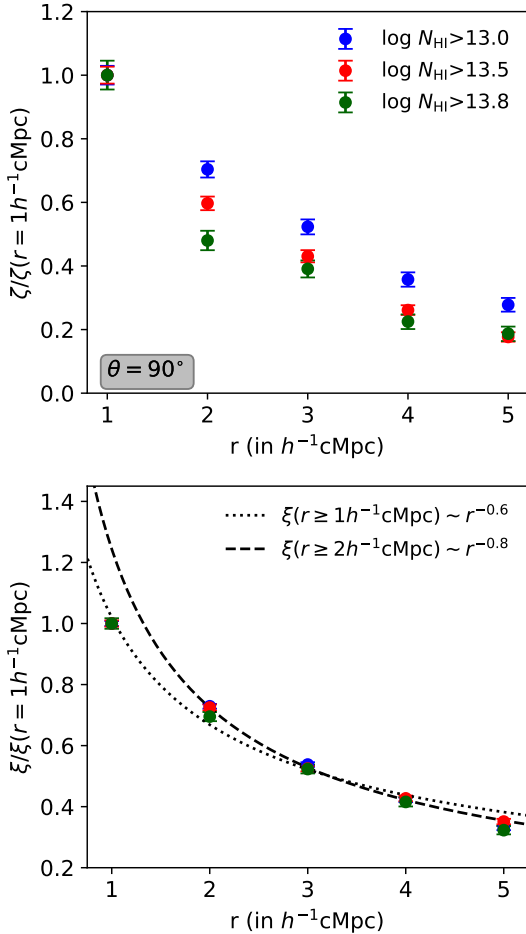 1.2
1.0
0.8
0.6
0.4
0.2
0.0
ζ/ζ(r = 1h⁻¹cMpc)
log N_HI>13.0
log N_HI>13.5
log N_HI>13.8
θ = 90°
1 2 3 4 5
r (in h⁻¹cMpc)
1.4
1.2
1.0
0.8
0.6
0.4
0.2
ξ/ξ(r = 1h⁻¹cMpc)
ξ(r ≥ 1h⁻¹cMpc) ~ r⁻⁰·⁶
ξ(r ≥ 2h⁻¹cMpc) ~ r⁻⁰·⁸
1 2 3 4 5
r (in h⁻¹cMpc)